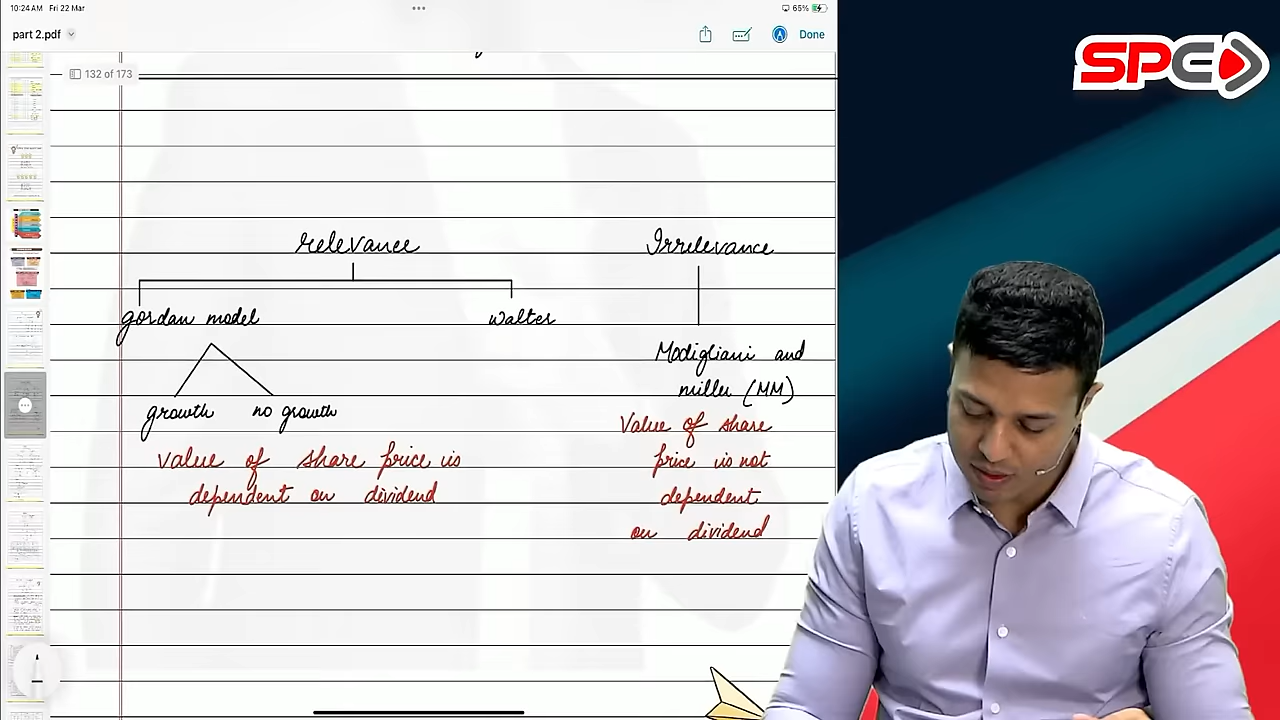 10:24 AM Fri 22 Mar
65%
part 2.pdf
Done
132 of 173
SPC
relevance
Irrelevance
gordan model
walter
Modigliani and
miller (MM)
growth
no growth
Value of share price is
dependent on dividend
Value of share
price is not
dependent
on dividend